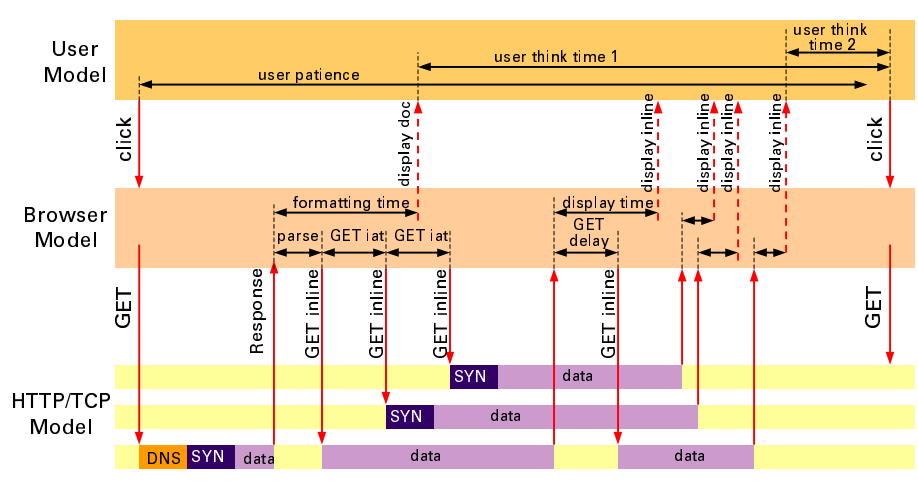 User
Model
user patience
user think time 1
user think
time 2
click
display doc
display inline
display inline
display inline
display inline
click
Browser
Model
formatting time
parse
GET iat
GET iat
display time
GET
delay
GET
Response
GET inline
GET inline
GET inline
GET inline
GET
HTTP/TCP
Model
SYN
data
SYN
data
DNS
SYN
data
data
data